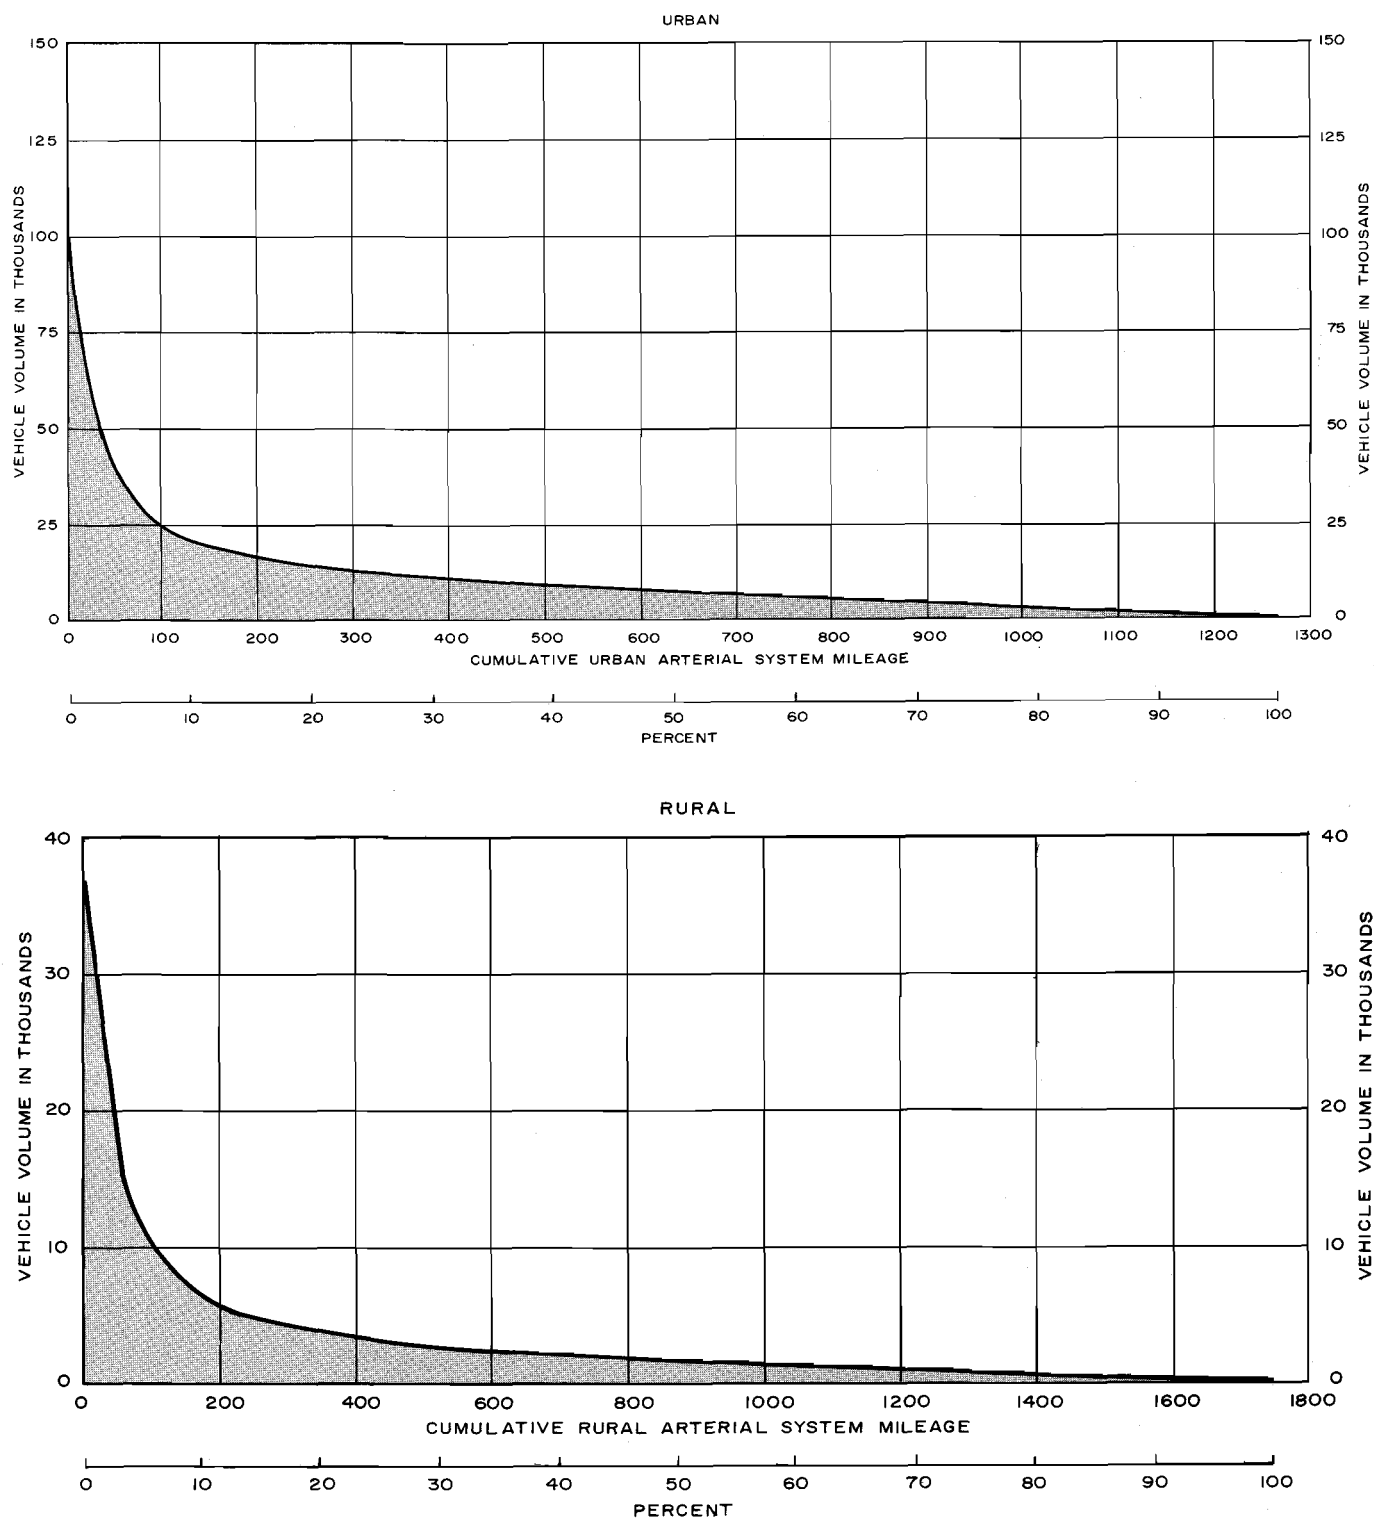 URBAN
150 150
125 125
100 100
75 75
50 50
25 25
0 0
VEHICLE VOLUME IN THOUSANDS
VEHICLE VOLUME IN THOUSANDS
0 100 200 300 400 500 600 700 800 900 1000 1100 1200 1300
CUMULATIVE URBAN ARTERIAL SYSTEM MILEAGE
0 10 20 30 40 50 60 70 80 90 100
PERCENT
RURAL
40 40
30 30
20 20
10 10
0 0
VEHICLE VOLUME IN THOUSANDS
VEHICLE VOLUME IN THOUSANDS
0 200 400 600 800 1000 1200 1400 1600 1800
CUMULATIVE RURAL ARTERIAL SYSTEM MILEAGE
0 10 20 30 40 50 60 70 80 90 100
PERCENT